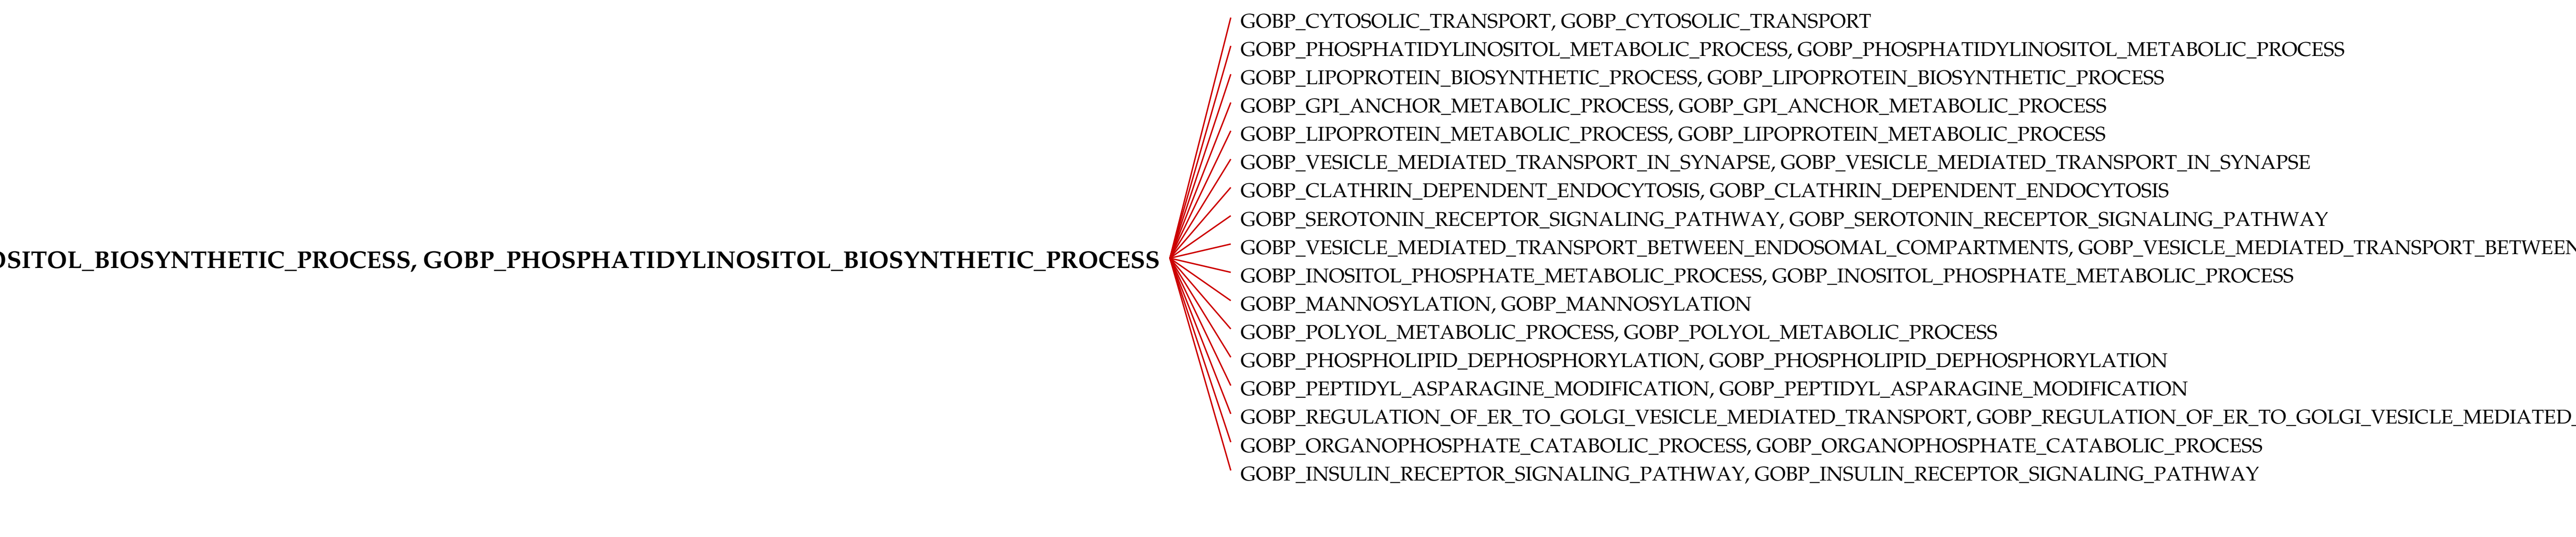 GOBP_CYTOSOLIC_TRANSPORT, GOBP_CYTOSOLIC_TRANSPORT
GOBP_PHOSPHATIDYLINOSITOL_METABOLIC_PROCESS, GOBP_PHOSPHATIDYLINOSITOL_METABOLIC_PROCESS
GOBP_LIPOPROTEIN_BIOSYNTHETIC_PROCESS, GOBP_LIPOPROTEIN_BIOSYNTHETIC_PROCESS
GOBP_GPI_ANCHOR_METABOLIC_PROCESS, GOBP_GPI_ANCHOR_METABOLIC_PROCESS
GOBP_LIPOPROTEIN_METABOLIC_PROCESS, GOBP_LIPOPROTEIN_METABOLIC_PROCESS
GOBP_VESICLE_MEDIATED_TRANSPORT_IN_SYNAPSE, GOBP_VESICLE_MEDIATED_TRANSPORT_IN_SYNAPSE
GOBP_CLATHRIN_DEPENDENT_ENDOCYTOSIS, GOBP_CLATHRIN_DEPENDENT_ENDOCYTOSIS
GOBP_SEROTONIN_RECEPTOR_SIGNALING_PATHWAY, GOBP_SEROTONIN_RECEPTOR_SIGNALING_PATHWAY
GOBP_VESICLE_MEDIATED_TRANSPORT_BETWEEN_ENDOSOMAL_COMPARTMENTS, GOBP_VESICLE_MEDIATED_TRANSPORT_BETWEEN
OSITOL_BIOSYNTHETIC_PROCESS, GOBP_PHOSPHATIDYLINOSITOL_BIOSYNTHETIC_PROCESS
GOBP_INOSITOL_PHOSPHATE_METABOLIC_PROCESS, GOBP_INOSITOL_PHOSPHATE_METABOLIC_PROCESS
GOBP_MANNOSYLATION, GOBP_MANNOSYLATION
GOBP_POLYOL_METABOLIC_PROCESS, GOBP_POLYOL_METABOLIC_PROCESS
GOBP_PHOSPHOLIPID_DEPHOSPHORYLATION, GOBP_PHOSPHOLIPID_DEPHOSPHORYLATION
GOBP_PEPTIDYL_ASPARAGINE_MODIFICATION, GOBP_PEPTIDYL_ASPARAGINE_MODIFICATION
GOBP_REGULATION_OF_ER_TO_GOLGI_VESICLE_MEDIATED_TRANSPORT, GOBP_REGULATION_OF_ER_TO_GOLGI_VESICLE_MEDIATED_
GOBP_ORGANOPHOSPHATE_CATABOLIC_PROCESS, GOBP_ORGANOPHOSPHATE_CATABOLIC_PROCESS
GOBP_INSULIN_RECEPTOR_SIGNALING_PATHWAY, GOBP_INSULIN_RECEPTOR_SIGNALING_PATHWAY